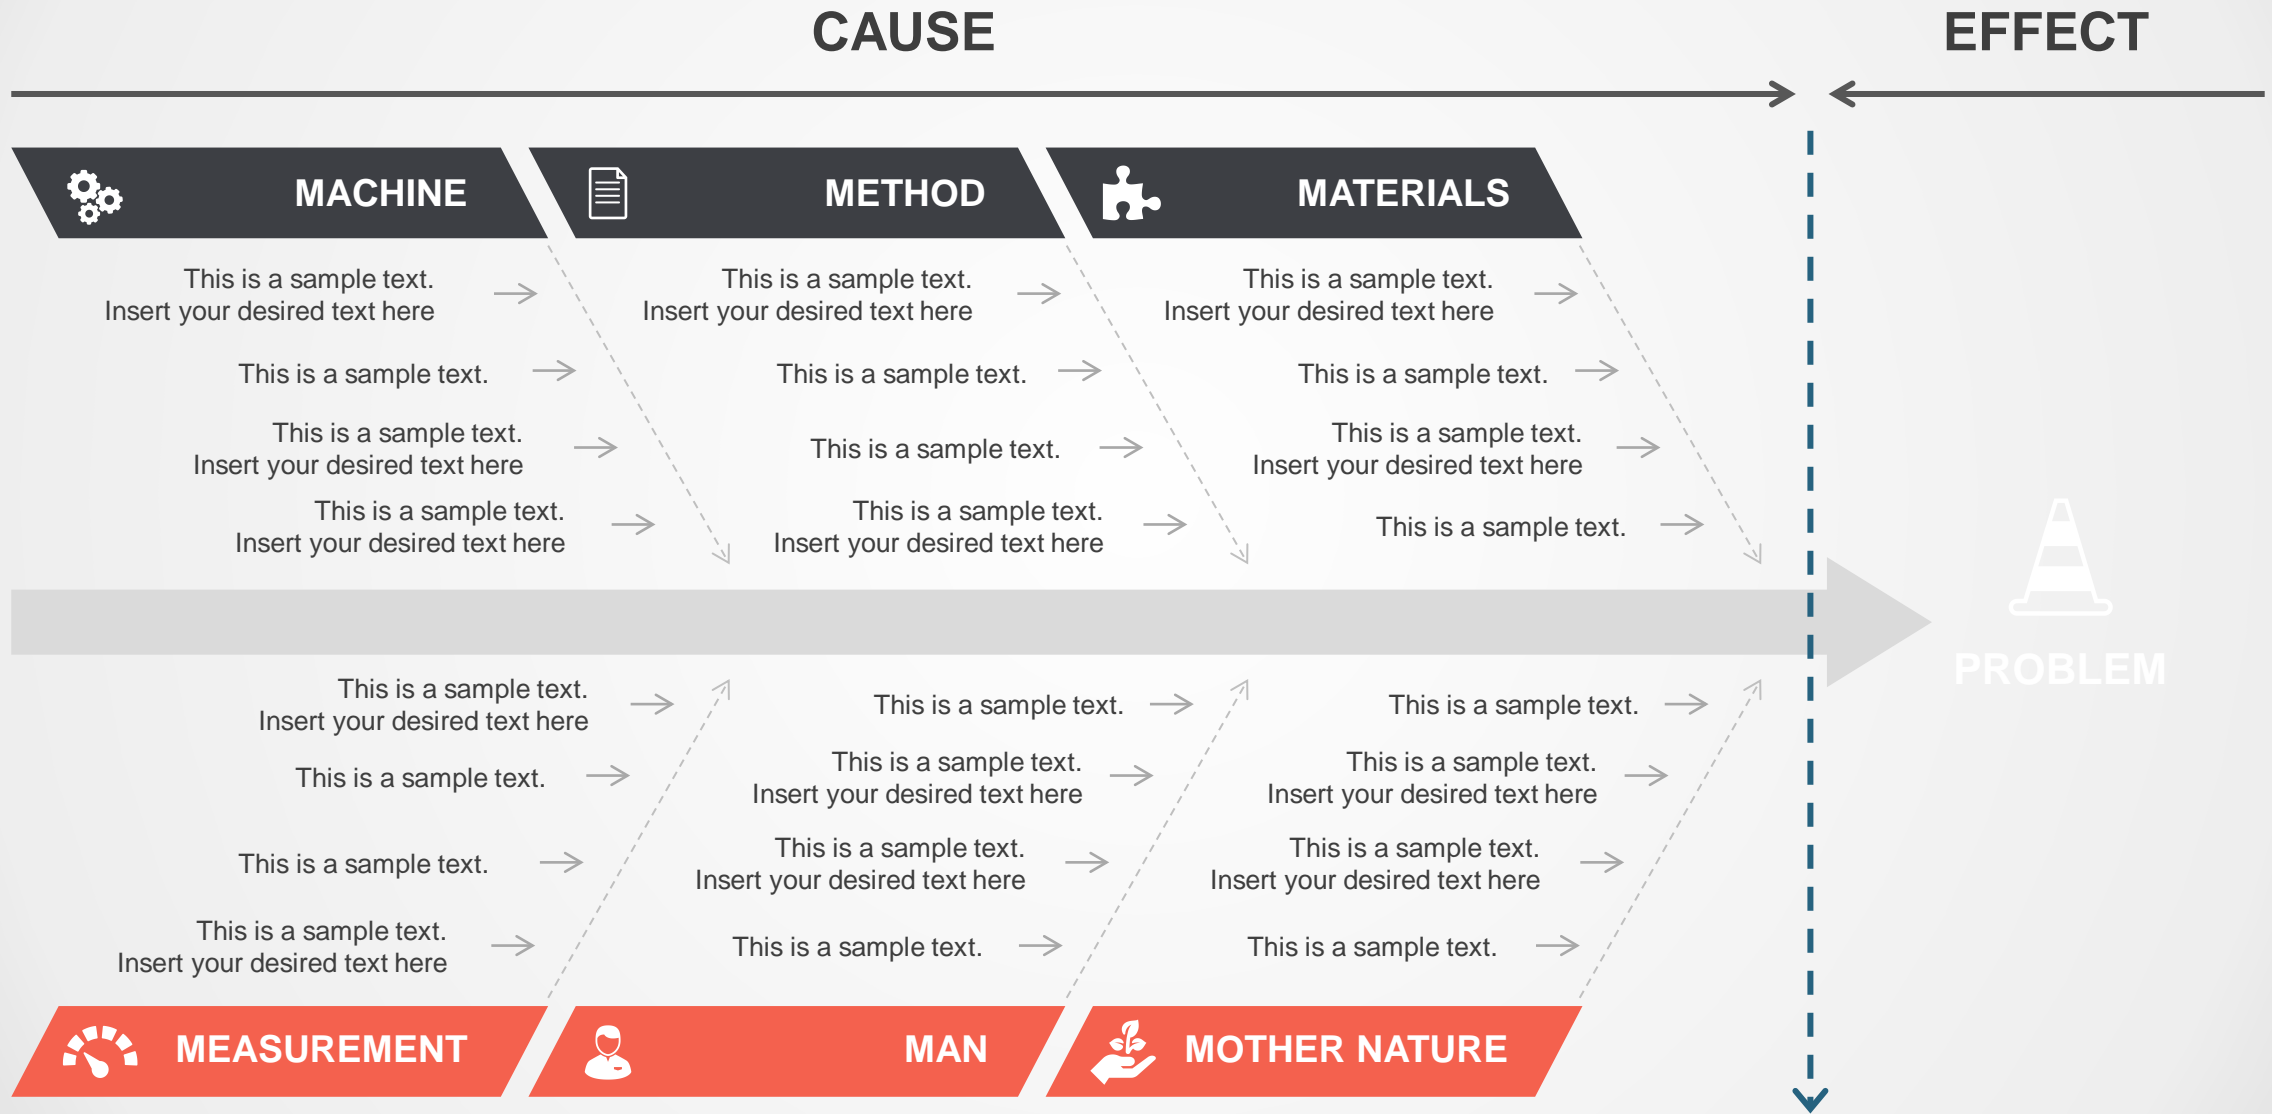 CAUSE
EFFECT
MACHINE
METHOD
MATERIALS
This is a sample text.
Insert your desired text here
This is a sample text.
This is a sample text.
Insert your desired text here
This is a sample text.
Insert your desired text here
This is a sample text.
Insert your desired text here
This is a sample text.
This is a sample text.
This is a sample text.
Insert your desired text here
This is a sample text.
Insert your desired text here
This is a sample text.
This is a sample text.
Insert your desired text here
This is a sample text.
PROBLEM
This is a sample text.
Insert your desired text here
This is a sample text.
This is a sample text.
This is a sample text.
Insert your desired text here
This is a sample text.
This is a sample text.
Insert your desired text here
This is a sample text.
Insert your desired text here
This is a sample text.
This is a sample text.
This is a sample text.
Insert your desired text here
This is a sample text.
Insert your desired text here
This is a sample text.
MEASUREMENT
MAN
MOTHER NATURE